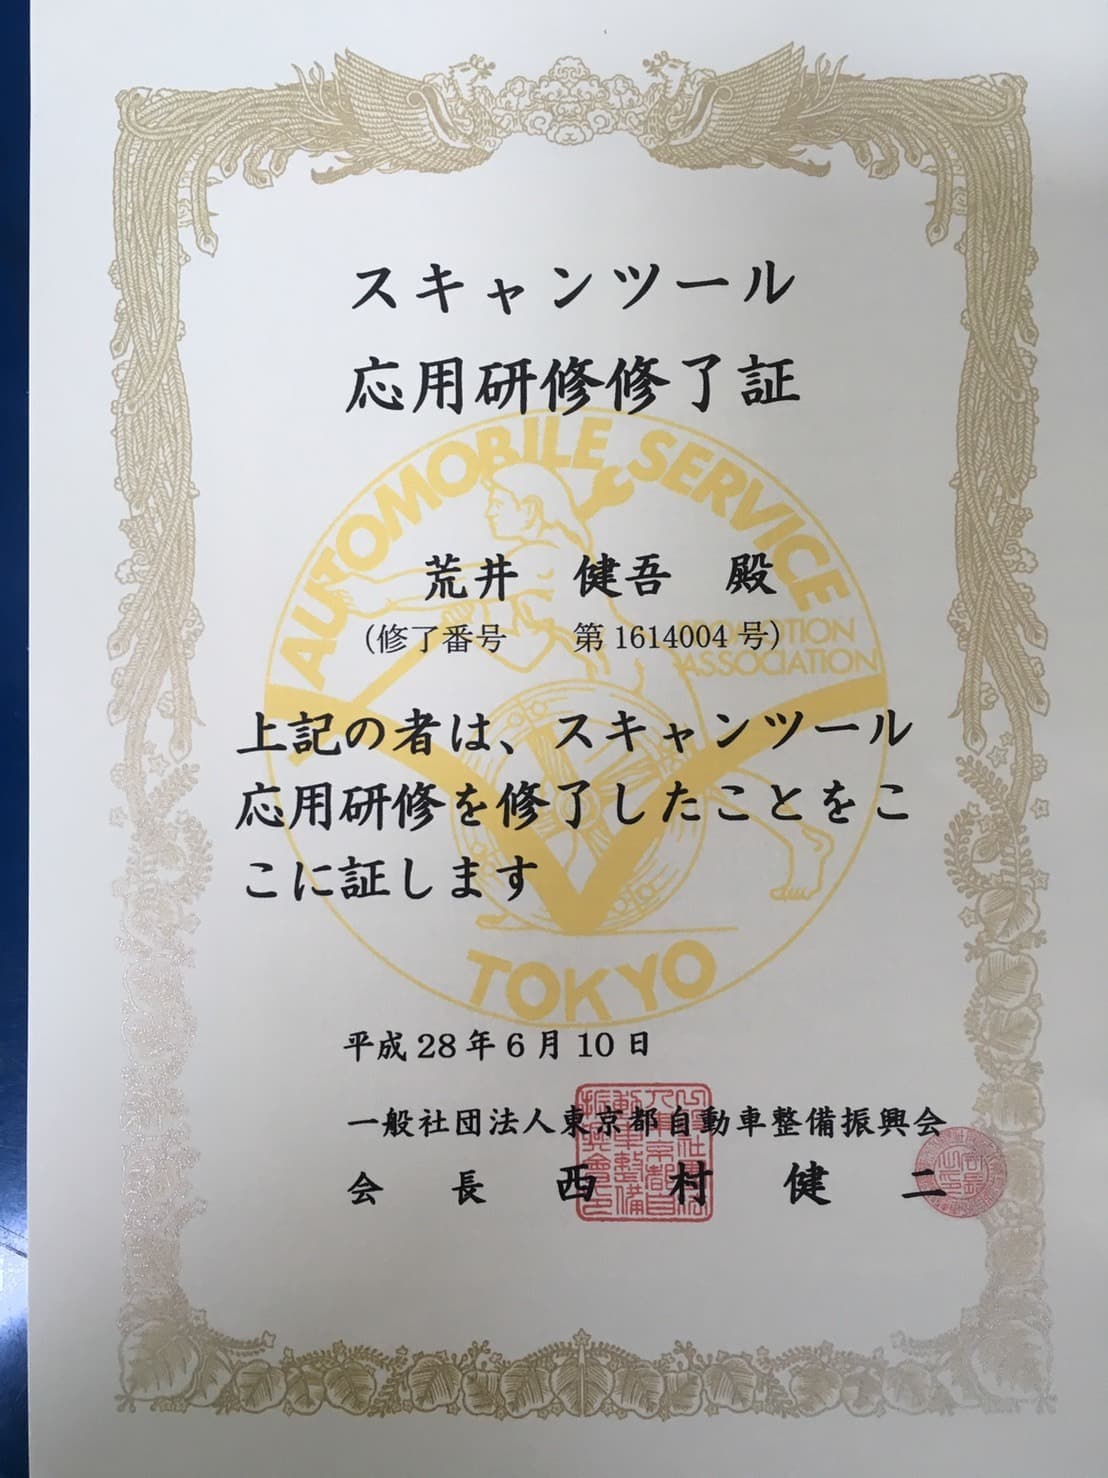 スキャンツール
応用研修修了証
AUTOMOBILE SERVICE
荒井　健吾　殿
(修了番号　　第1614004号)
PROMOTION
ASSOCIATION
上記の者は、スキャンツール
応用研修を修了したことをこ
こに証します
TOKYO
平成28年6月10日
一般社団法人東京都自動車整備振興会
会　長　西　村　健　二